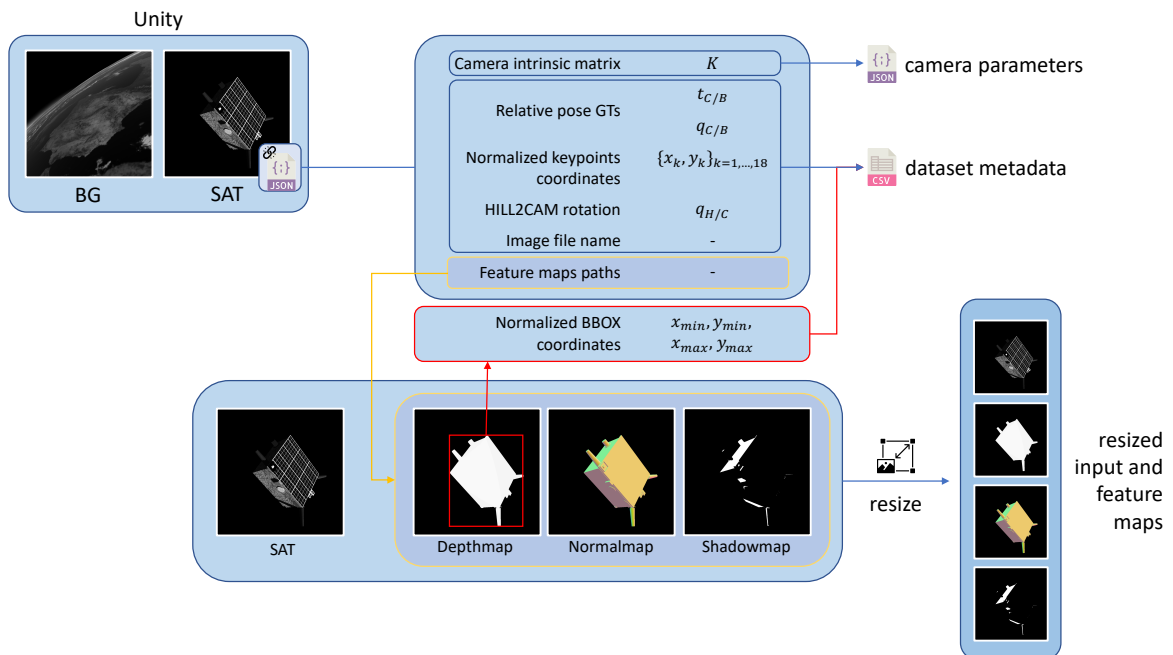 Unity
BG
SAT
{;}
JSON
Camera intrinsic matrix K
Relative pose GTs t_{C/B}
q_{C/B}
Normalized keypoints {x_k, y_k}_{k=1,…,18}
coordinates
HILL2CAM rotation q_{H/C}
Image file name -
Feature maps paths -
{;}
JSON
camera parameters
CSV
dataset metadata
Normalized BBOX x_{min}, y_{min},
coordinates x_{max}, y_{max}
SAT
Depthmap
Normalmap
Shadowmap
resize
resized
input and
feature
maps